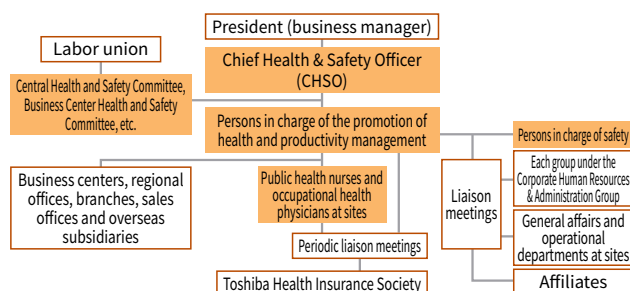 President (business manager)
Labor union
Chief Health & Safety Officer
(CHSO)
Central Health and Safety Committee,
Business Center Health and Safety
Committee, etc.
Persons in charge of the promotion of
health and productivity management
Persons in charge of safety
Business centers, regional
offices, branches, sales
offices and overseas
subsidiaries
Public health nurses and
occupational health
physicians at sites
Liaison
meetings
Each group under the
Corporate Human Resources
& Administration Group
General affairs and
operational
departments at sites
Periodic liaison meetings
Toshiba Health Insurance Society
Affiliates